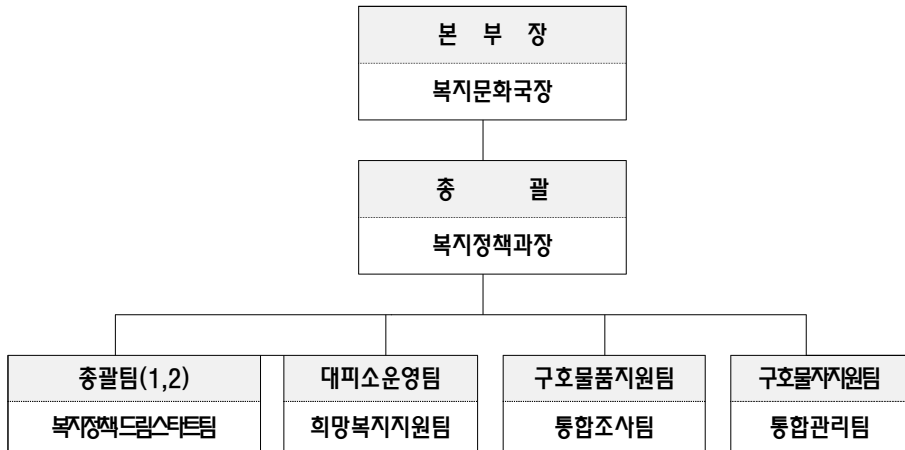 본 부 장
복지문화국장
총 괄
복지정책과장
총괄팀(1,2)
복지정책,드림스타트팀
대피소운영팀
희망복지지원팀
구호물품지원팀
통합조사팀
구호물자지원팀
통합관리팀